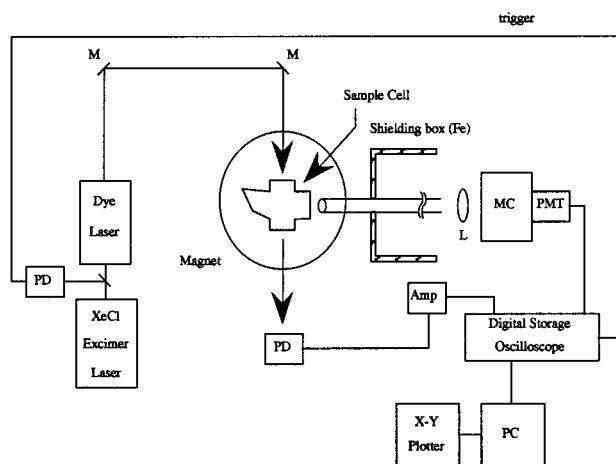 trigger
M
M
Sample Cell
Shielding box (Fe)
Dye
Laser
MC
PMT
L
Magnet
PD
Amp
XeCl
Excimer
Laser
PD
Digital Storage
Oscilloscope
X-Y
Plotter
PC